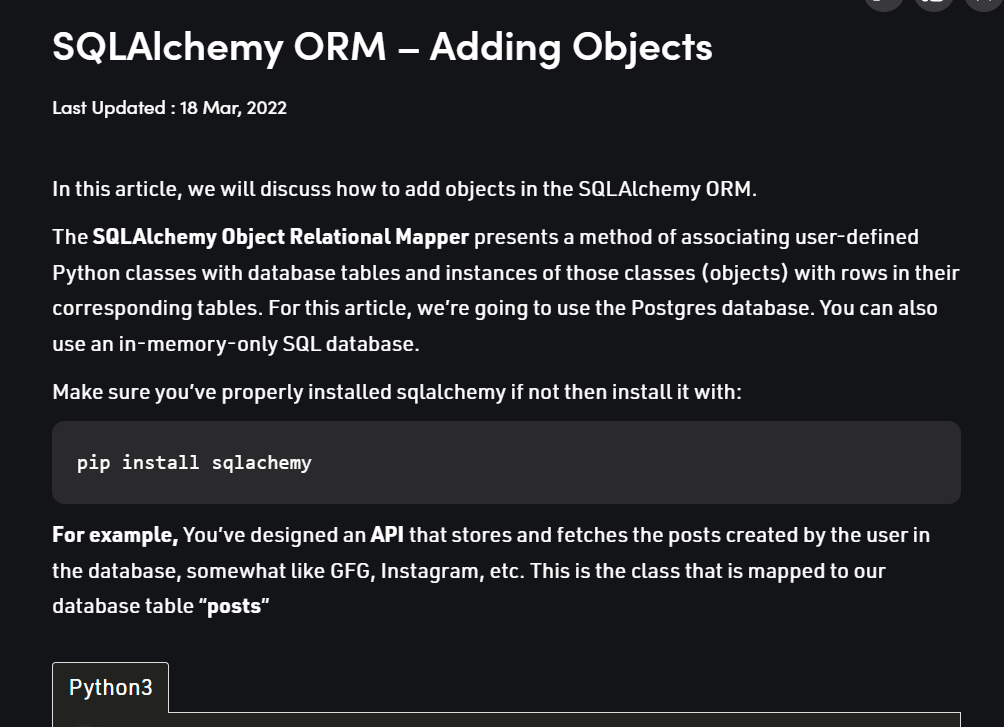 SQLAlchemy ORM – Adding Objects
Last Updated : 18 Mar, 2022
In this article, we will discuss how to add objects in the SQLAlchemy ORM.
The SQLAlchemy Object Relational Mapper presents a method of associating user-defined
Python classes with database tables and instances of those classes (objects) with rows in their
corresponding tables. For this article, we’re going to use the Postgres database. You can also
use an in-memory-only SQL database.
Make sure you’ve properly installed sqlalchemy if not then install it with:
pip install sqlachemy
For example, You’ve designed an API that stores and fetches the posts created by the user in
the database, somewhat like GFG, Instagram, etc. This is the class that is mapped to our
database table “posts”
Python3